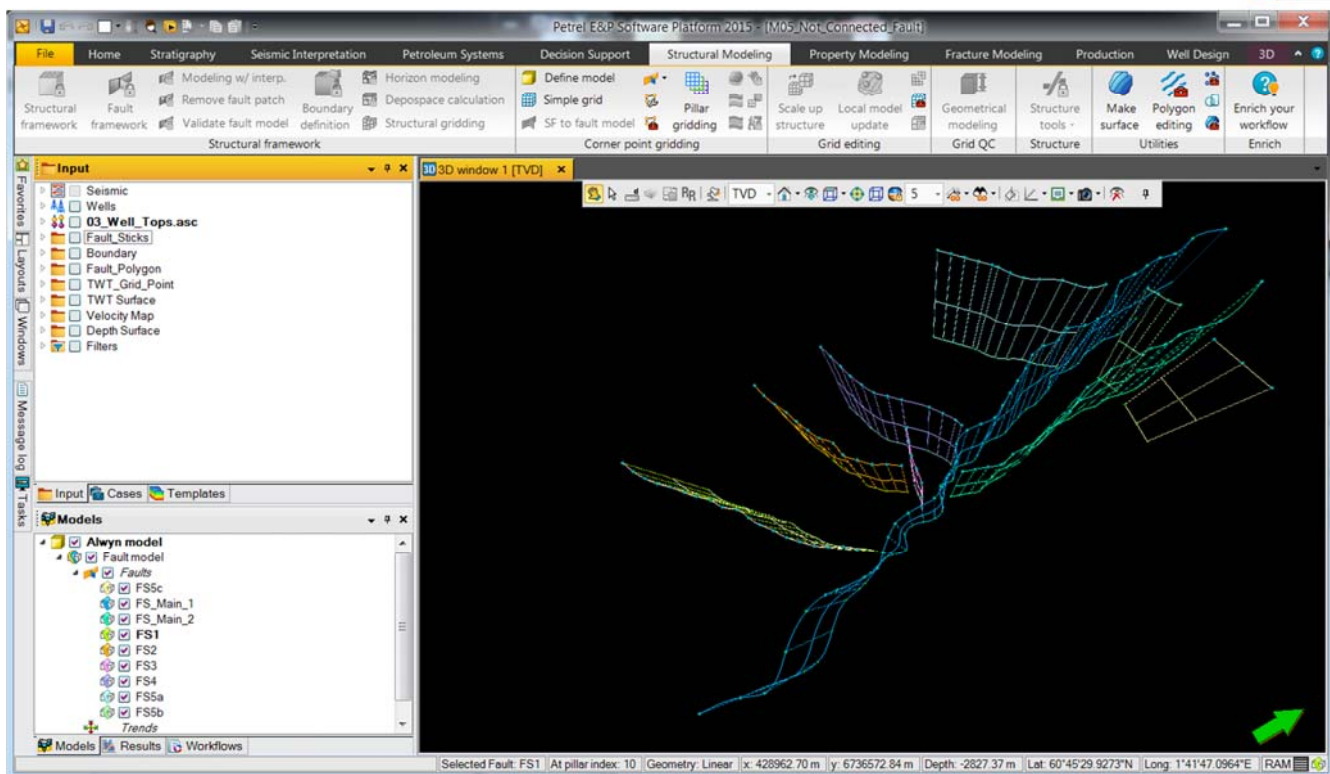 Petrel E&P Software Platform 2015 - [M05_Not_Connected_Fault]
File Home Stratigraphy Seismic Interpretation Petroleum Systems Decision Support Structural Modeling Property Modeling Fracture Modeling Production Well Design 3D
Modeling w/ interp. Horizon modeling Define model
Remove fault patch Depospace calculation Simple grid
Validate fault model Structural gridding SF to fault model
Structural framework
Fault framework
Boundary definition
Pillar gridding
Scale up structure
Local model update
Geometrical modeling
Structure tools
Make surface
Polygon editing
Enrich your workflow
Structural framework Corner point gridding Grid editing Grid QC Structure Utilities Enrich
Favorites
Layouts
Windows
Message log
Tasks
Input
Seismic
Wells
03_Well_Tops.asc
Fault_Sticks
Boundary
Fault_Polygon
TWT_Grid_Point
TWT Surface
Velocity Map
Depth Surface
Filters
Input Cases Templates
Models
Alwyn model
Fault model
Faults
FS5c
FS_Main_1
FS_Main_2
FS1
FS2
FS3
FS4
FS5a
FS5b
Trends
Models Results Workflows
3D 3D window 1 [TVD]
TVD 5
Selected Fault: FS1 At pillar index: 10 Geometry: Linear x: 428962.70 m y: 6736572.84 m Depth: -2827.37 m Lat: 60°45'29.9273"N Long: 1°41'47.0964"E RAM